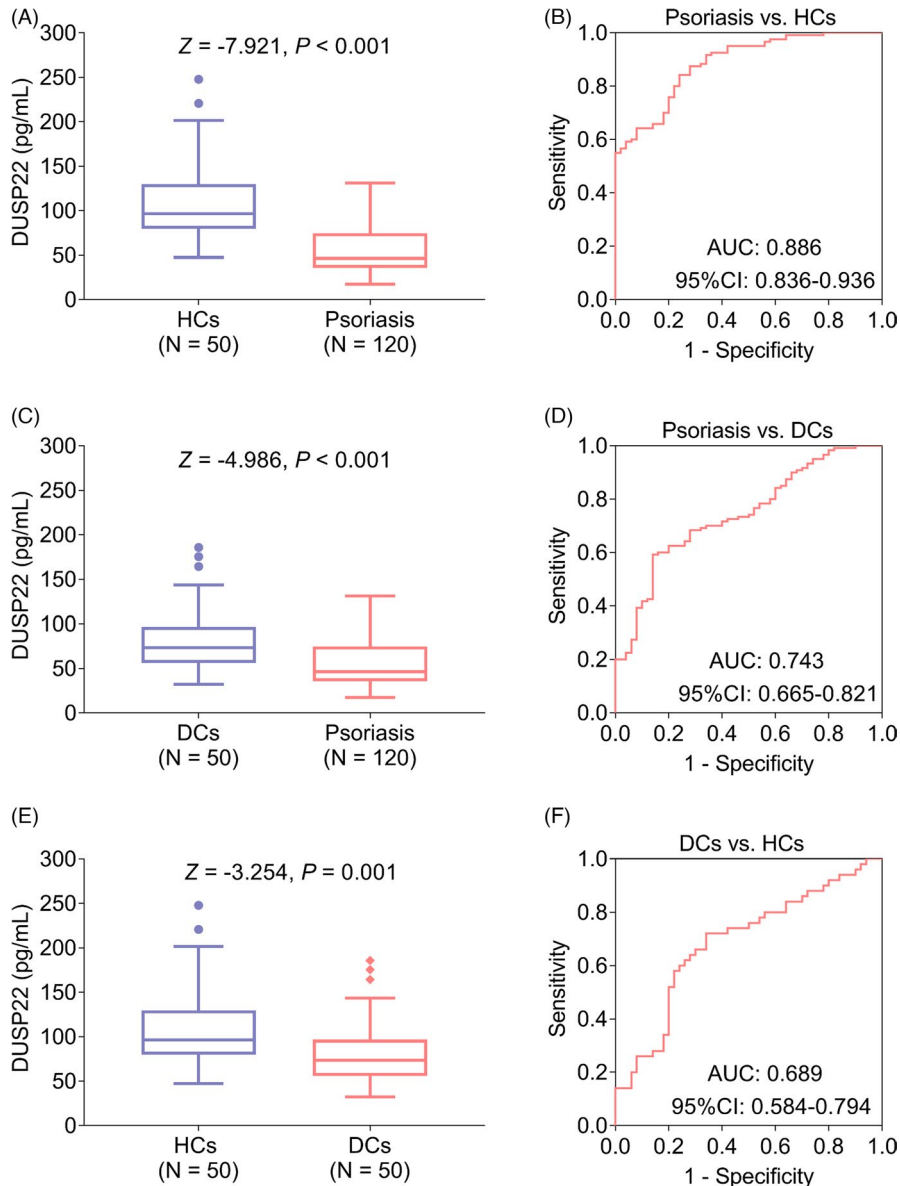 (A)
Z = -7.921, P < 0.001
DUSP22 (pg/mL)
300
250
200
150
100
50
0
HCs
(N = 50)
Psoriasis
(N = 120)
(B)
Psoriasis vs. HCs
Sensitivity
1.0
0.8
0.6
0.4
0.2
0.0
AUC: 0.886
95%CI: 0.836-0.936
0.0 0.2 0.4 0.6 0.8 1.0
1 - Specificity
(C)
Z = -4.986, P < 0.001
DUSP22 (pg/mL)
300
250
200
150
100
50
0
DCs
(N = 50)
Psoriasis
(N = 120)
(D)
Psoriasis vs. DCs
Sensitivity
1.0
0.8
0.6
0.4
0.2
0.0
AUC: 0.743
95%CI: 0.665-0.821
0.0 0.2 0.4 0.6 0.8 1.0
1 - Specificity
(E)
Z = -3.254, P = 0.001
DUSP22 (pg/mL)
300
250
200
150
100
50
0
HCs
(N = 50)
DCs
(N = 50)
(F)
DCs vs. HCs
Sensitivity
1.0
0.8
0.6
0.4
0.2
0.0
AUC: 0.689
95%CI: 0.584-0.794
0.0 0.2 0.4 0.6 0.8 1.0
1 - Specificity